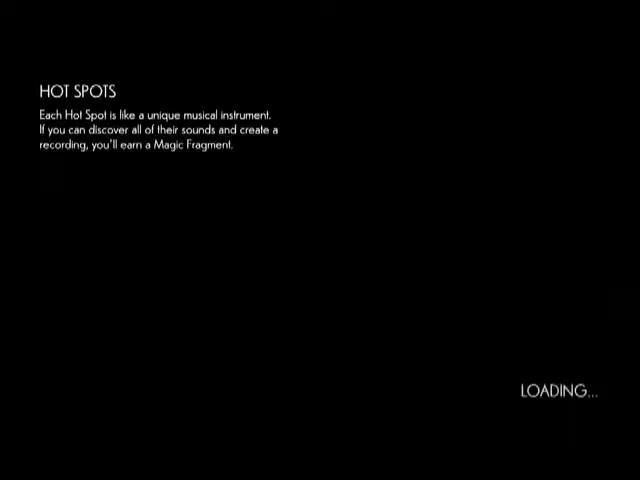 HOT SPOTS
Each Hot Spot is like a unique musical instrument.
If you can discover all of their sounds and create a
recording, you'll earn a Magic Fragment.
LOADING...